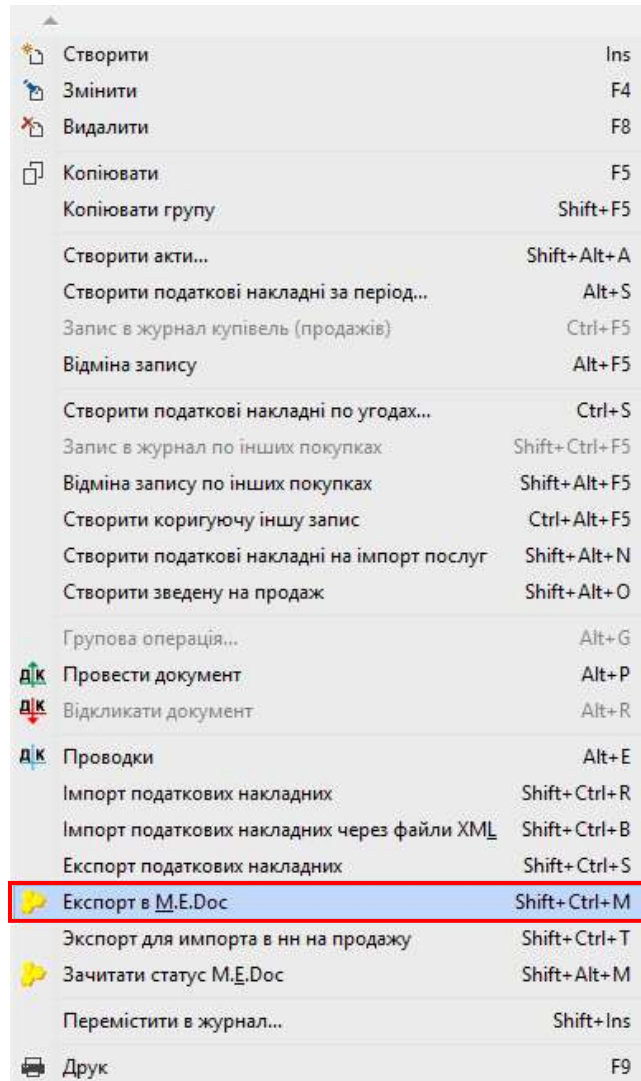 Створити Ins
Змінити F4
Видалити F8
Копіювати F5
Копіювати групу Shift+F5
Створити акти... Shift+Alt+A
Створити податкові накладні за період... Alt+S
Запис в журнал купівель (продажів) Ctrl+F5
Відміна запису Alt+F5
Створити податкові накладні по угодах... Ctrl+S
Запис в журнал по інших покупках Shift+Ctrl+F5
Відміна запису по інших покупках Shift+Alt+F5
Створити коригуючу іншу запис Ctrl+Alt+F5
Створити податкові накладні на імпорт послуг Shift+Alt+N
Створити зведену на продаж Shift+Alt+O
Групова операція... Alt+G
Д К Провести документ Alt+P
Д К Відкликати документ Alt+R
Д К Проводки Alt+E
Імпорт податкових накладних Shift+Ctrl+R
Імпорт податкових накладних через файли XML Shift+Ctrl+B
Експорт податкових накладних Shift+Ctrl+S
Експорт в M.E.Doc Shift+Ctrl+M
Экспорт для импорта в нн на продажу Shift+Ctrl+T
Зачитати статус M.E.Doc Shift+Alt+M
Перемістити в журнал... Shift+Ins
Друк F9